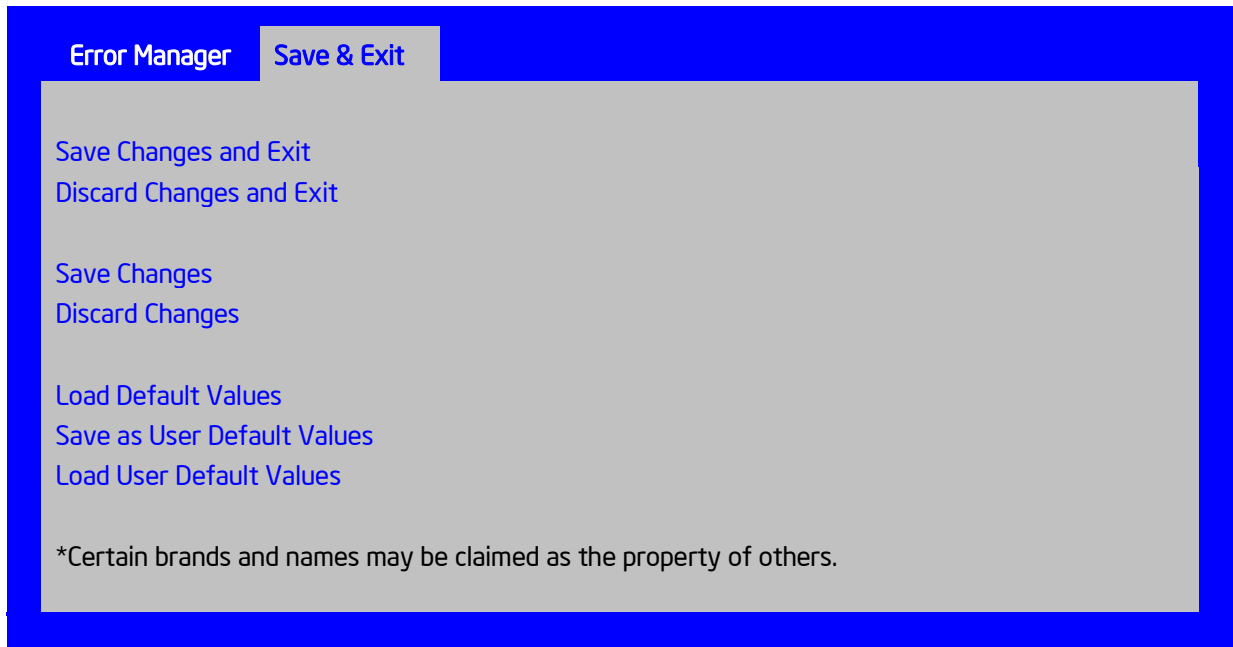 Error Manager Save & Exit
Save Changes and Exit
Discard Changes and Exit
Save Changes
Discard Changes
Load Default Values
Save as User Default Values
Load User Default Values
*Certain brands and names may be claimed as the property of others.